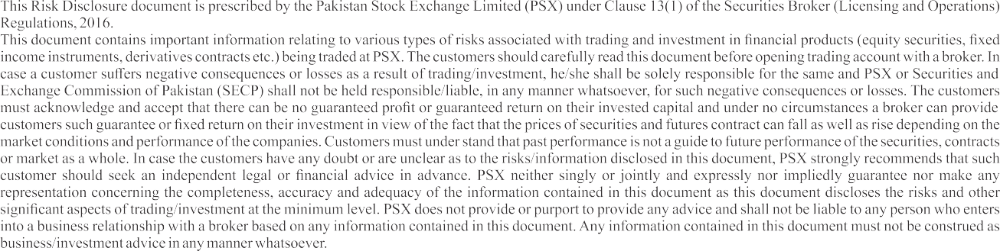 This Risk Disclosure document is prescribed by the Pakistan Stock Exchange Limited (PSX) under Clause 13(1) of the Securities Broker (Licensing and Operations)
Regulations, 2016.
This document contains important information relating to various types of risks associated with trading and investment in financial products (equity securities, fixed
income instruments, derivatives contracts etc.) being traded at PSX. The customers should carefully read this document before opening trading account with a broker. In
case a customer suffers negative consequences or losses as a result of trading/investment, he/she shall be solely responsible for the same and PSX or Securities and
Exchange Commission of Pakistan (SECP) shall not be held responsible/liable, in any manner whatsoever, for such negative consequences or losses. The customers
must acknowledge and accept that there can be no guaranteed profit or guaranteed return on their invested capital and under no circumstances a broker can provide
customers such guarantee or fixed return on their investment in view of the fact that the prices of securities and futures contract can fall as well as rise depending on the
market conditions and performance of the companies. Customers must under stand that past performance is not a guide to future performance of the securities, contracts
or market as a whole. In case the customers have any doubt or are unclear as to the risks/information disclosed in this document, PSX strongly recommends that such
customer should seek an independent legal or financial advice in advance. PSX neither singly or jointly and expressly nor impliedly guarantee nor make any
representation concerning the completeness, accuracy and adequacy of the information contained in this document as this document discloses the risks and other
significant aspects of trading/investment at the minimum level. PSX does not provide or purport to provide any advice and shall not be liable to any person who enters
into a business relationship with a broker based on any information contained in this document. Any information contained in this document must not be construed as
business/investment advice in any manner whatsoever.